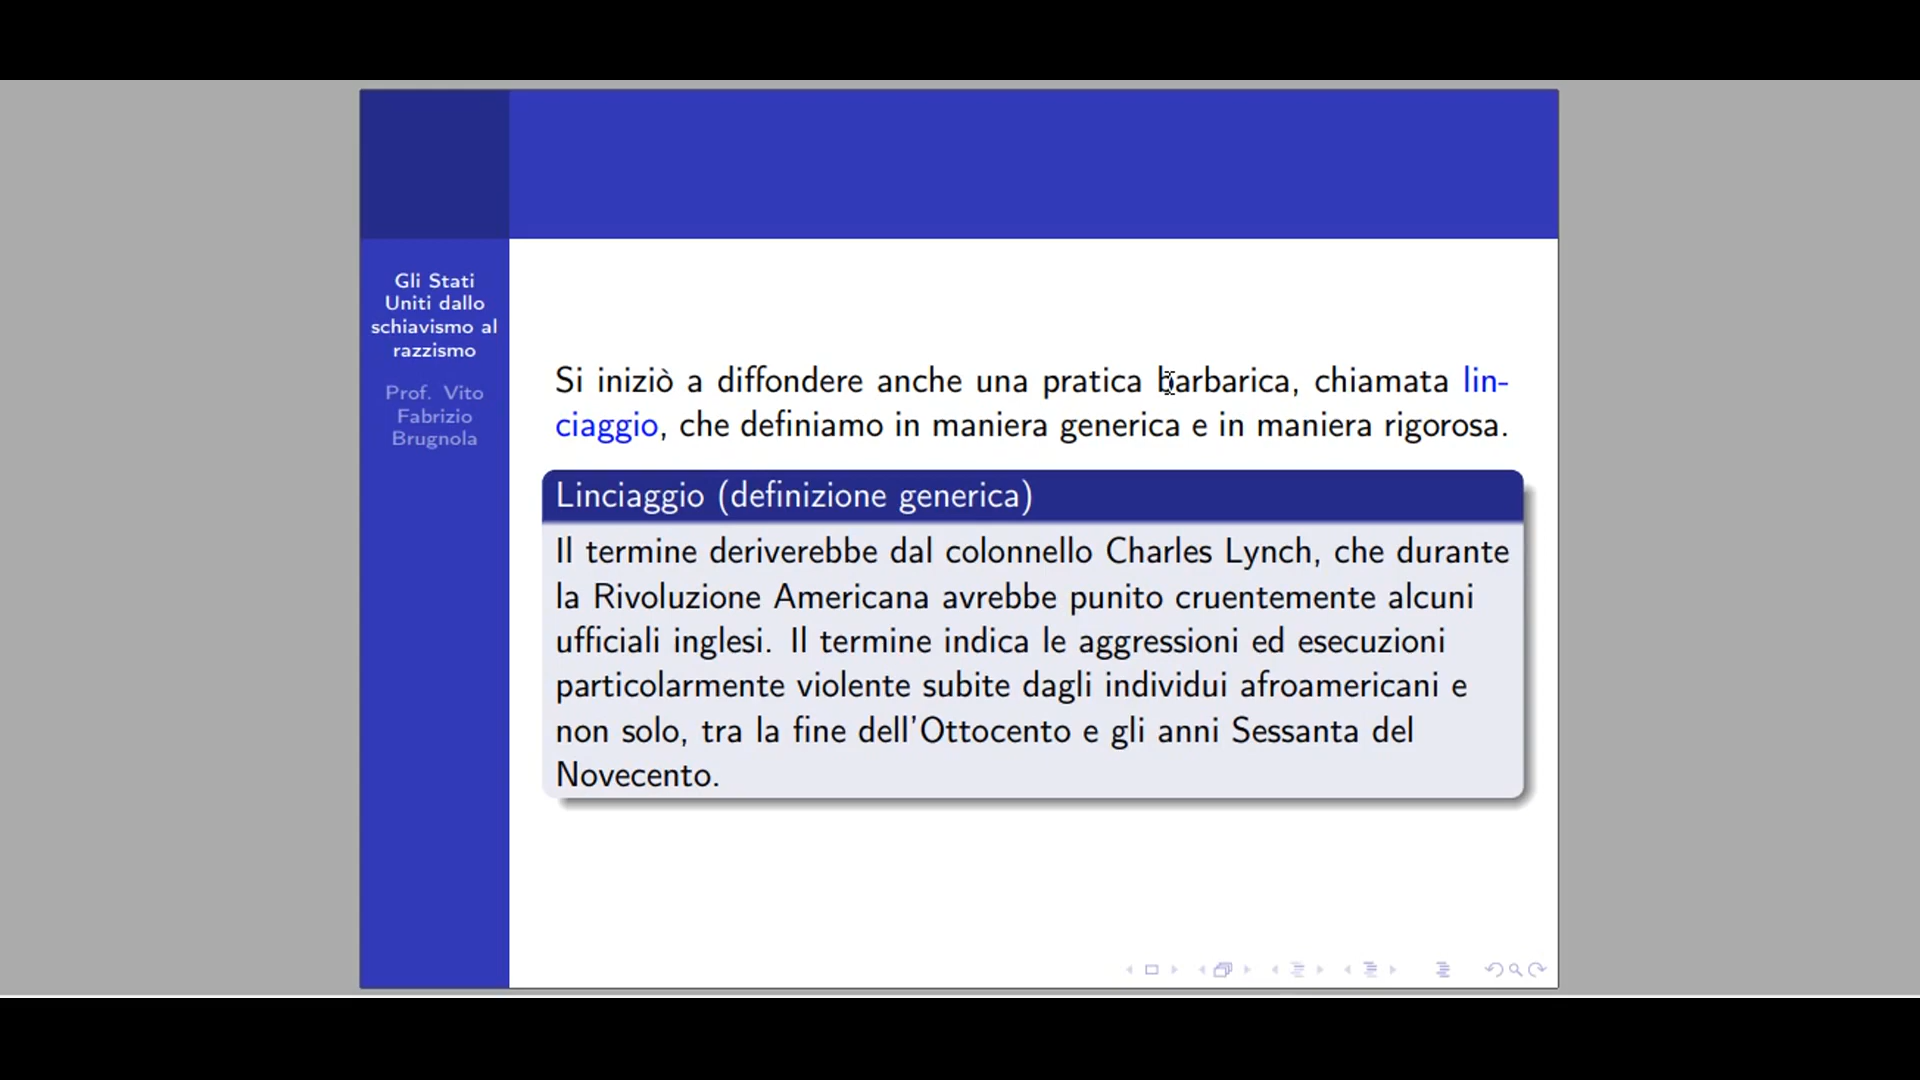 Gli Stati
Uniti dallo
schiavismo al
razzismo
Prof. Vito
Fabrizio
Brugnola
Si iniziò a diffondere anche una pratica barbarica, chiamata lin-
ciaggio, che definiamo in maniera generica e in maniera rigorosa.
Linciaggio (definizione generica)
Il termine deriverebbe dal colonnello Charles Lynch, che durante
la Rivoluzione Americana avrebbe punito cruentemente alcuni
ufficiali inglesi. Il termine indica le aggressioni ed esecuzioni
particolarmente violente subite dagli individui afroamericani e
non solo, tra la fine dell'Ottocento e gli anni Sessanta del
Novecento.